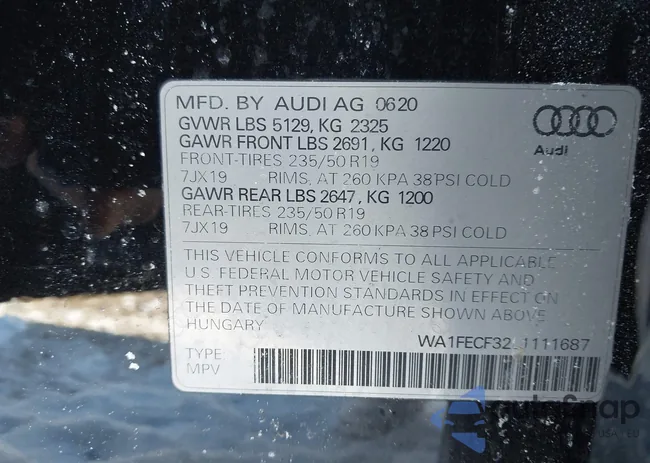 MFD. BY AUDI AG 0620
GVWR LBS 5129, KG 2325
GAWR FRONT LBS 2691, KG 1220
FRONT-TIRES 235/50 R19
7JX19 RIMS, AT 260 KPA 38 PSI COLD
GAWR REAR LBS 2647, KG 1200
REAR-TIRES 235/50 R19
7JX19 RIMS, AT 260 KPA 38 PSI COLD
Audi
THIS VEHICLE CONFORMS TO ALL APPLICABLE
U.S. FEDERAL MOTOR VEHICLE SAFETY AND
THEFT PREVENTION STANDARDS IN EFFECT ON
THE DATE OF MANUFACTURE SHOWN ABOVE
HUNGARY
TYPE
MPV